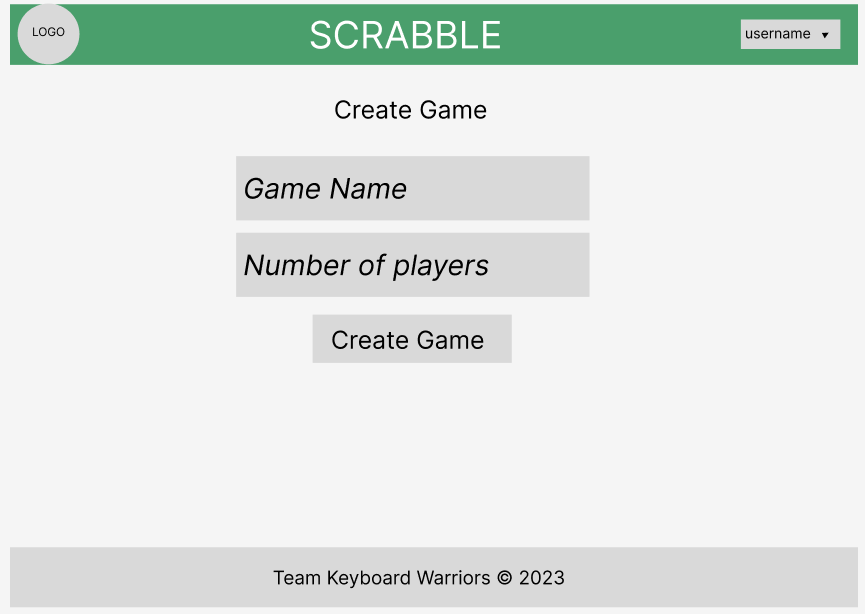 LOGO
SCRABBLE
username ▼
Create Game
Game Name
Number of players
Create Game
Team Keyboard Warriors © 2023